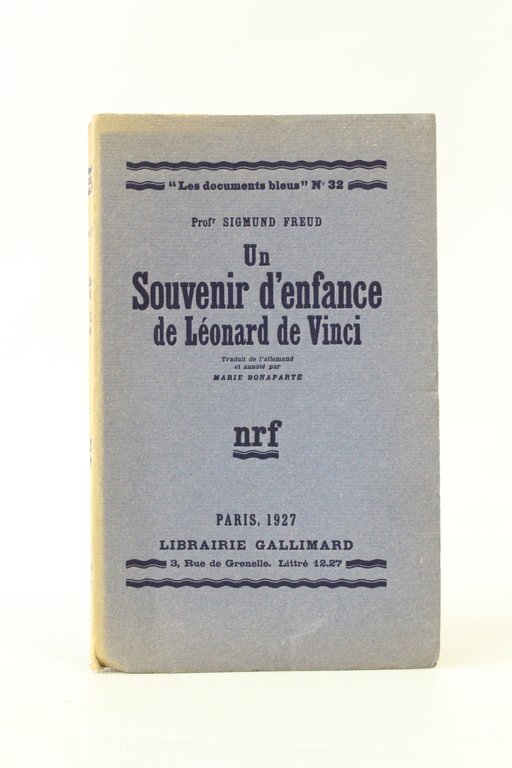 "Les documents bleus" N° 32
Profr SIGMUND FREUD
Un
Souvenir d'enfance
de Léonard de Vinci
Traduit de l'allemand
et annoté par
MARIE BONAPARTE
nrf
PARIS, 1927
LIBRAIRIE GALLIMARD
3, Rue de Grenelle. Littré 12.27